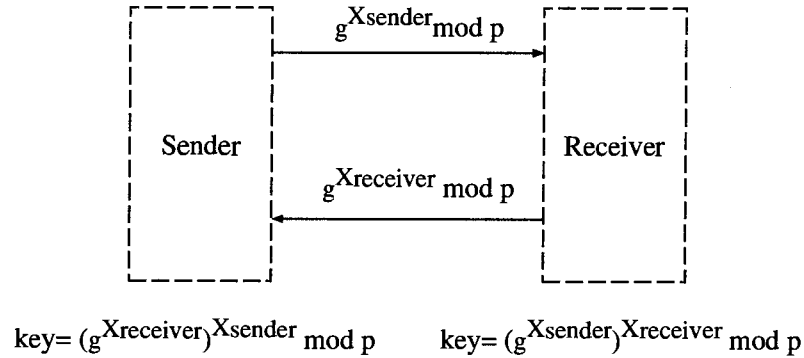 g^Xsender mod p
Sender
Receiver
g^Xreceiver mod p
key= (g^Xreceiver)^Xsender mod p
key= (g^Xsender)^Xreceiver mod p